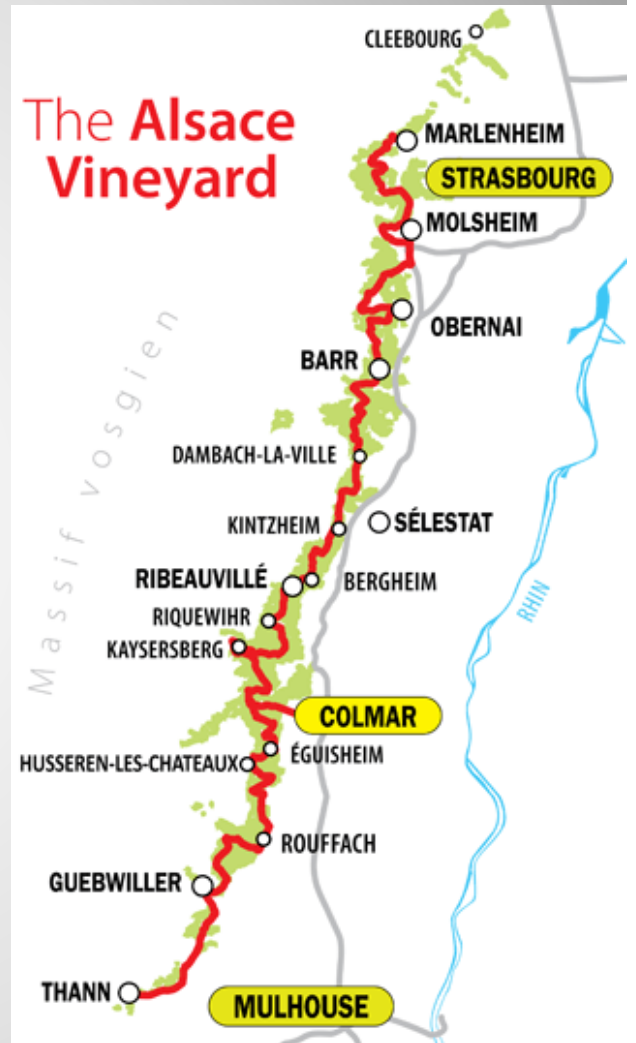 CLEEBOURG
The Alsace
Vineyard
MARLENHEIM
STRASBOURG
MOLSHEIM
OBERNAI
BARR
Massif vosgien
DAMBACH-LA-VILLE
KINTZHEIM
SÉLESTAT
RIBEAUVILLÉ
BERGHEIM
RHIN
RIQUEWIHR
KAYSERSBERG
COLMAR
ÉGUISHEIM
HUSSEREN-LES-CHATEAUX
ROUFFACH
GUEBWILLER
THANN
MULHOUSE